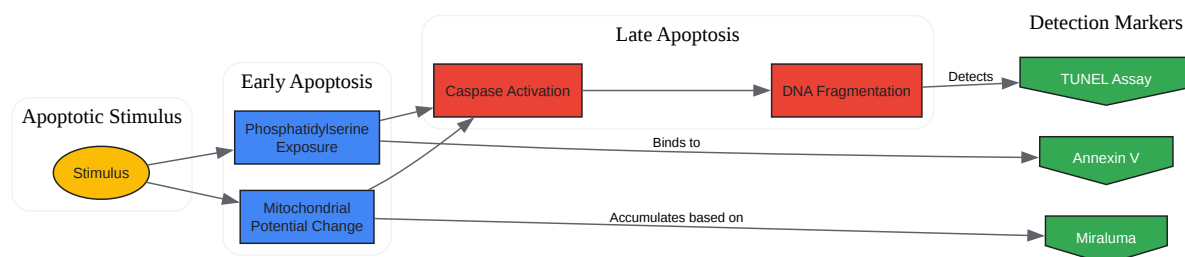 Apoptotic Stimulus
Stimulus
Early Apoptosis
Phosphatidylserine
Exposure
Mitochondrial
Potential Change
Late Apoptosis
Caspase Activation
DNA Fragmentation
Detects
Binds to
Accumulates based on
Detection Markers
TUNEL Assay
Annexin V
Miraluma